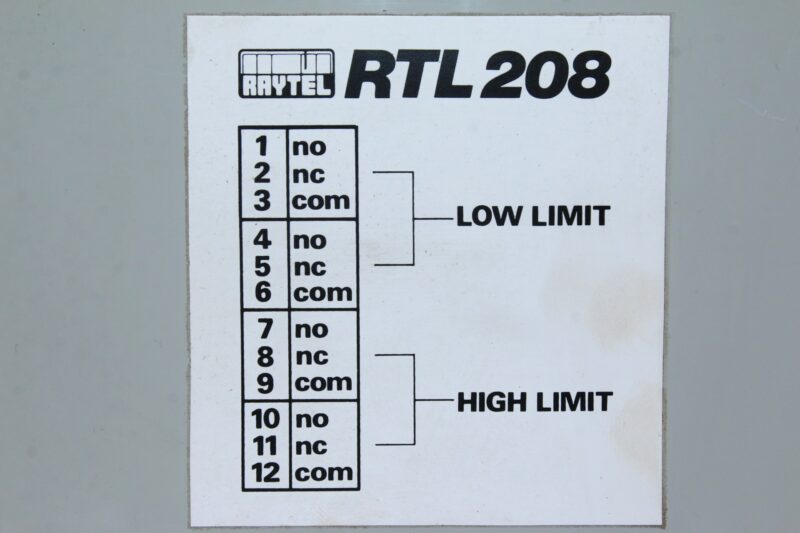 RAYTEL RTL 208
1 no
2 nc
3 com
LOW LIMIT
4 no
5 nc
6 com
7 no
8 nc
9 com
HIGH LIMIT
10 no
11 nc
12 com